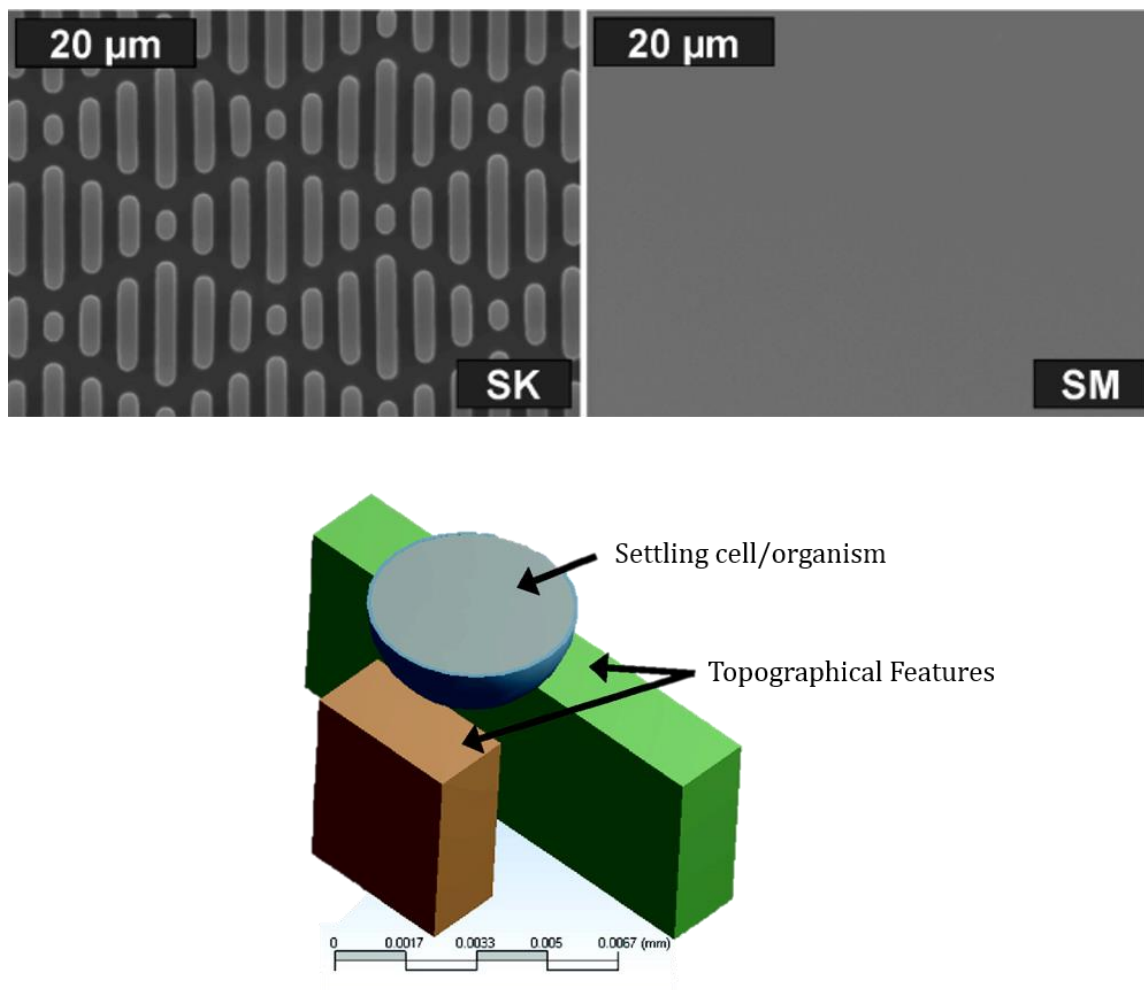 20 µm
20 µm
SK
SM
Settling cell/organism
Topographical Features
0 0.0017 0.0033 0.005 0.0067 (mm)